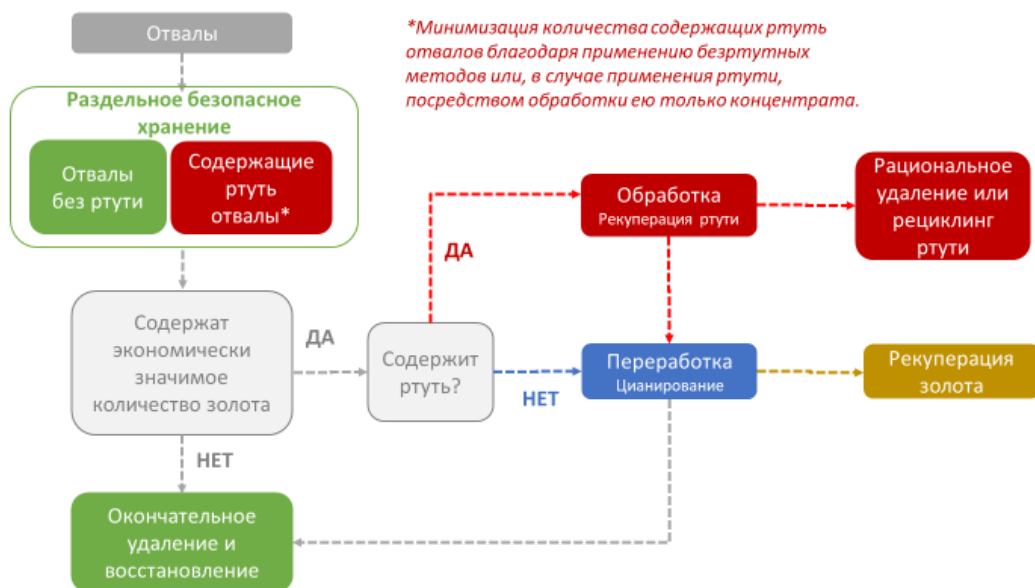 Отвалы
*Минимизация количества содержащих ртуть
отвалов благодаря применению безртутных
методов или, в случае применения ртути,
посредством обработки ею только концентрата.
Раздельное безопасное
хранение
Отвалы
без ртути
Содержащие
ртуть
отвалы*
Обработка
Рекуперация ртути
Рациональное
удаление или
рециклинг
ртути
ДА
Содержат
экономически
значимое
количество золота
ДА
Содержит
ртуть?
НЕТ
Переработка
Цианирование
Рекуперация
золота
НЕТ
Окончательное
удаление и
восстановление